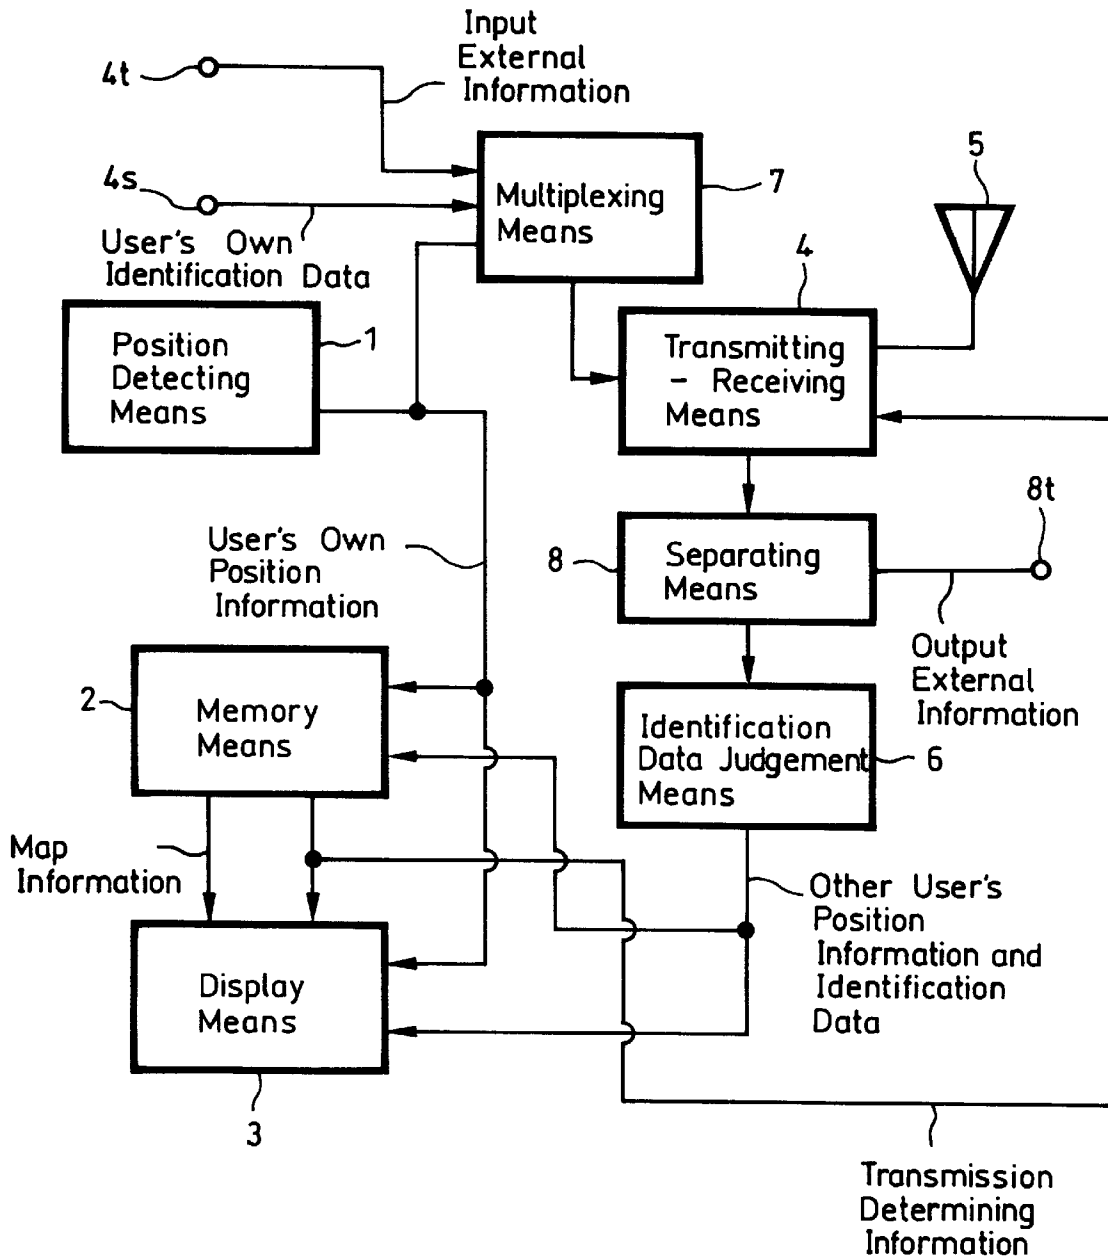 Input
External
Information
4t
4s
User's Own
Identification Data
Multiplexing
Means
7
5
4
Position
Detecting
Means
1
Transmitting
- Receiving
Means
User's Own
Position
Information
8
Separating
Means
8t
Output
External
Information
2
Memory
Means
Identification
Data Judgement
Means
6
Map
Information
Other User's
Position
Information and
Identification
Data
Display
Means
3
Transmission
Determining
Information